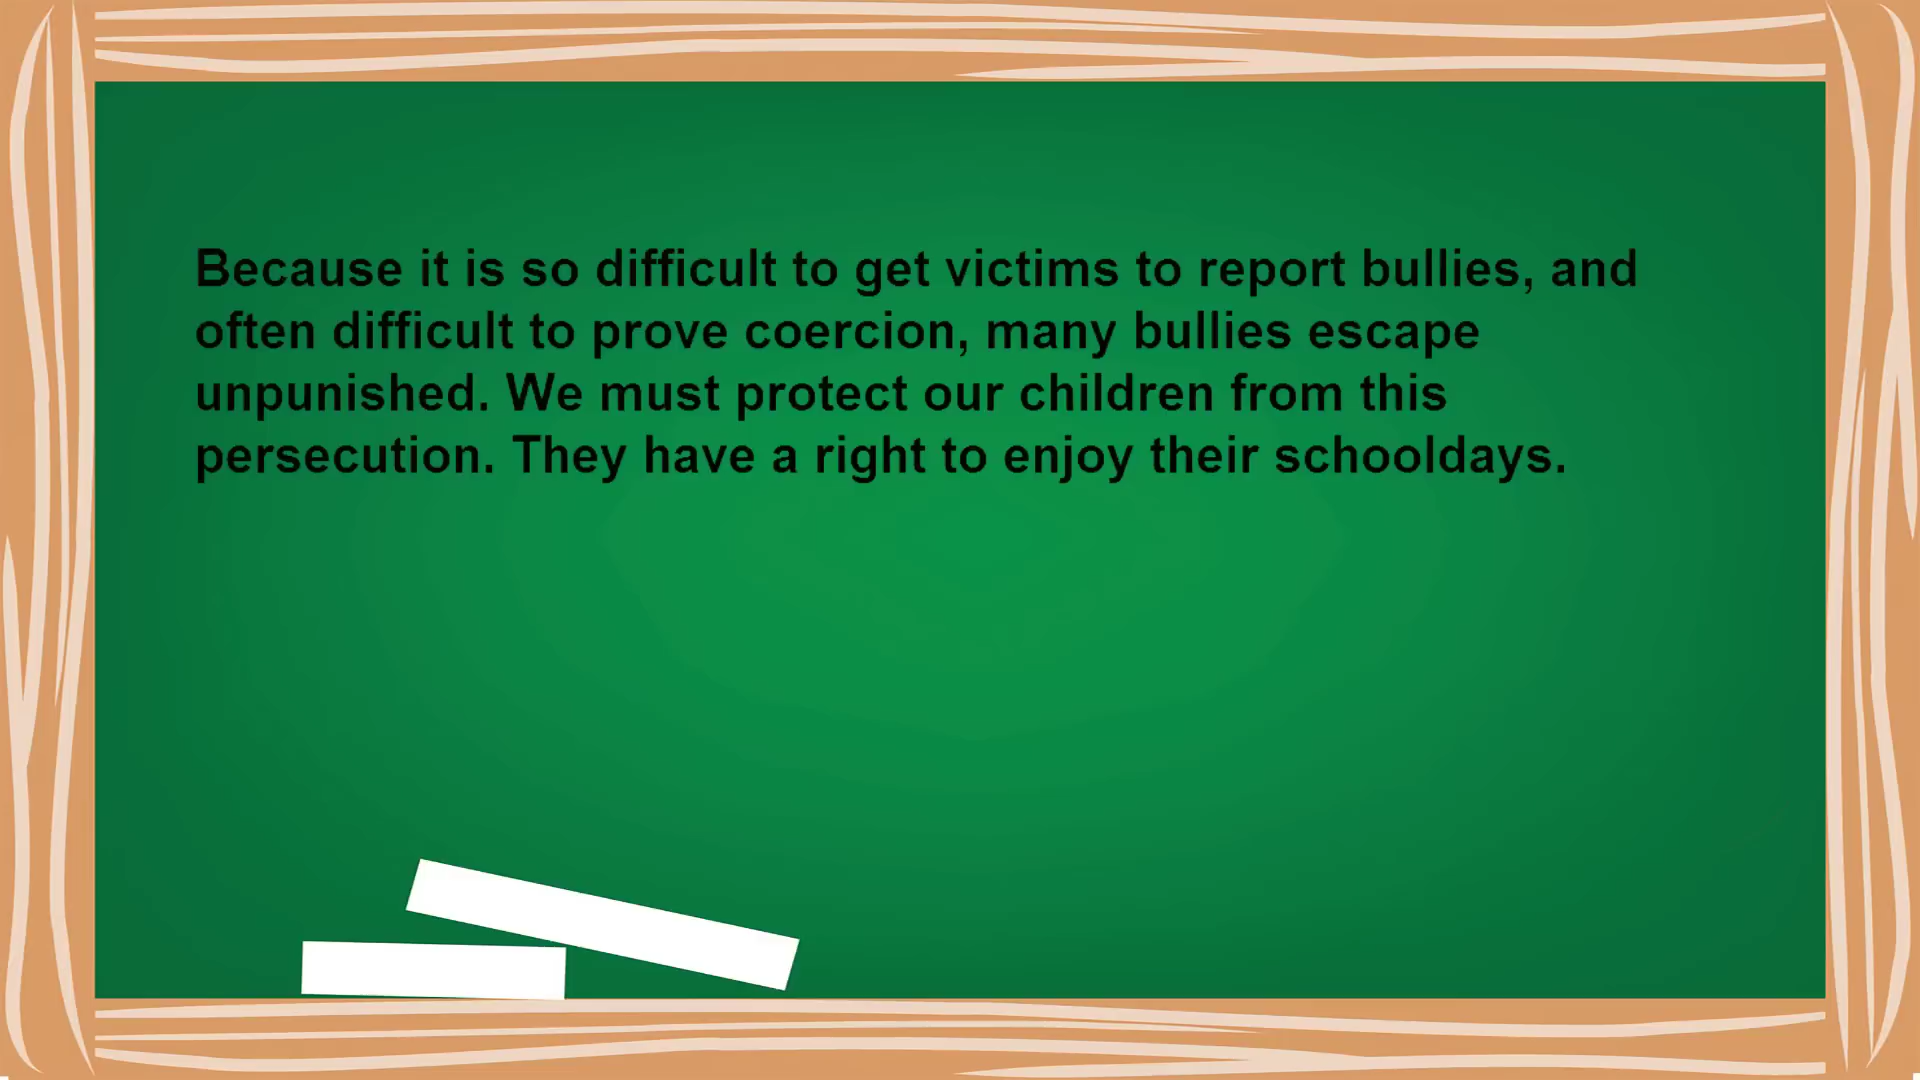 Because it is so difficult to get victims to report bullies, and
often difficult to prove coercion, many bullies escape
unpunished. We must protect our children from this
persecution. They have a right to enjoy their schooldays.